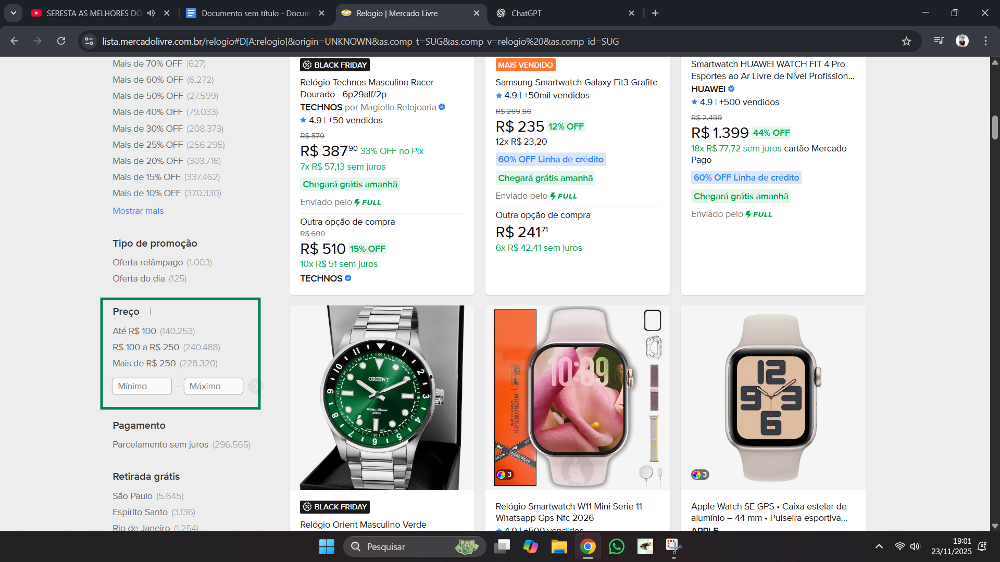 SERESTA AS MELHORES DO
Documento sem título - Docum
Relogio | Mercado Livre
ChatGPT
lista.mercadolivre.com.br/relogio#D[A:relogio]&origin=UNKNOWN&as.comp_t=SUG&as.comp_v=relogio%20&as.comp_id=SUG
Mais de 70% OFF (627)
Mais de 60% OFF (6.272)
Mais de 50% OFF (27.599)
Mais de 40% OFF (79.033)
Mais de 30% OFF (208.373)
Mais de 25% OFF (256.295)
Mais de 20% OFF (303.716)
Mais de 15% OFF (337.462)
Mais de 10% OFF (370.330)
Mostrar mais
Tipo de promoção
Oferta relâmpago (1.003)
Oferta do dia (125)
Preço
Até R$ 100 (140.253)
R$ 100 a R$ 250 (240.488)
Mais de R$ 250 (228.320)
Mínimo — Máximo
Pagamento
Parcelamento sem juros (296.565)
Retirada grátis
São Paulo (5.645)
Espírito Santo (3.136)
Rio de Janeiro (1.254)
BLACK FRIDAY
Relógio Technos Masculino Racer
Dourado - 6p29alf/2p
TECHNOS por Magiollo Relojoaria
4.9 | +50 vendidos
R$ 579
R$ 387 90 33% OFF no Pix
7x R$ 57,13 sem juros
Chegará grátis amanhã
Enviado pelo FULL
Outra opção de compra
R$ 600
R$ 510 15% OFF
10x R$ 51 sem juros
TECHNOS
MAIS VENDIDO
Samsung Smartwatch Galaxy Fit3 Grafite
4.9 | +50mil vendidos
R$ 269,66
R$ 235 12% OFF
12x R$ 23,20
60% OFF Linha de crédito
Chegará grátis amanhã
Enviado pelo FULL
Outra opção de compra
R$ 241 71
6x R$ 42,41 sem juros
Smartwatch HUAWEI WATCH FIT 4 Pro
Esportes ao Ar Livre de Nível Profission...
HUAWEI
4.9 | +500 vendidos
R$ 2.499
R$ 1.399 44% OFF
18x R$ 77,72 sem juros cartão Mercado
Pago
60% OFF Linha de crédito
Chegará grátis amanhã
Enviado pelo FULL
ORIENT
Water Resist
50m
BLACK FRIDAY
Relógio Orient Masculino Verde
MICROWEAR
10:09
3
Relógio Smartwatch W11 Mini Serie 11
Whatsapp Gps Nfc 2026
4.9 | +500 vendidos
12
9 3
6
3
Apple Watch SE GPS • Caixa estelar de
alumínio – 44 mm • Pulseira esportiva...
APPLE
Pesquisar
19:01
23/11/2025